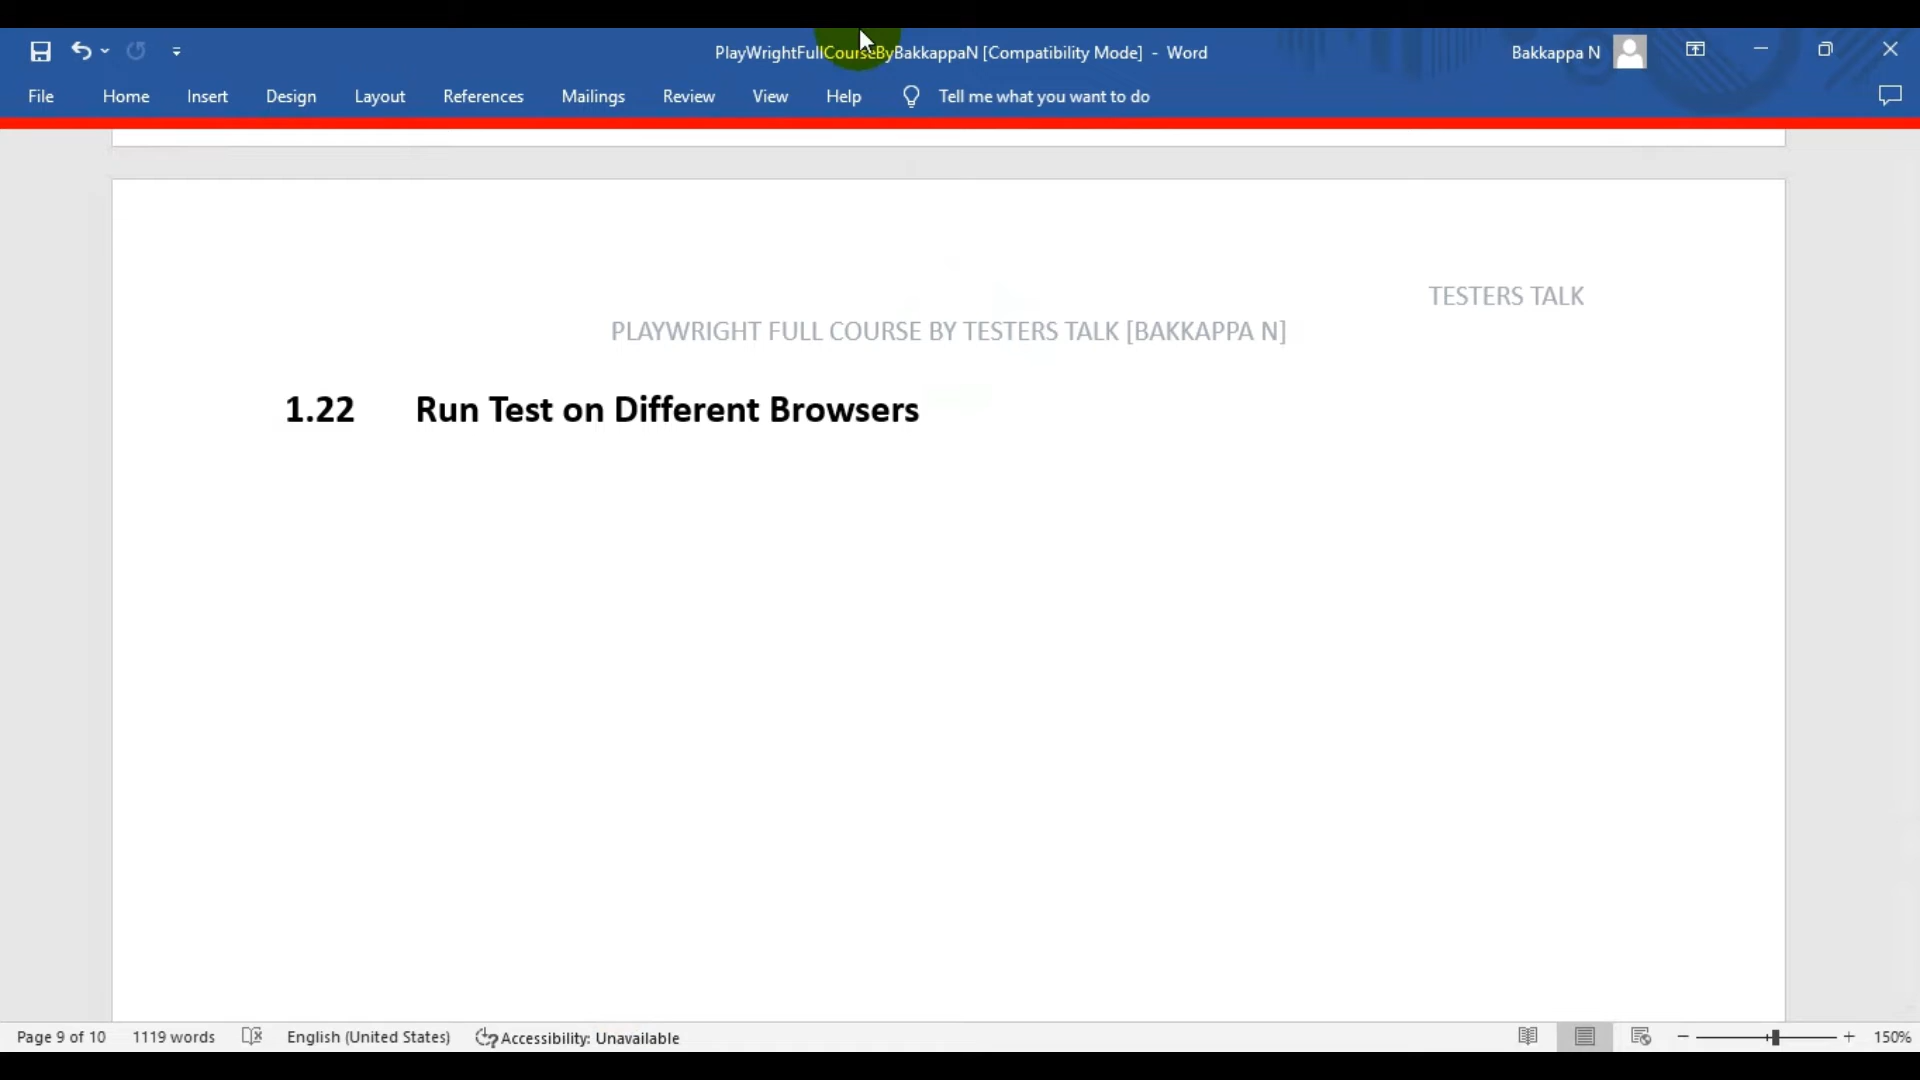 PlayWrightFullCourseByBakkappaN [Compatibility Mode] - Word
Bakkappa N
File Home Insert Design Layout References Mailings Review View Help Tell me what you want to do
TESTERS TALK
PLAYWRIGHT FULL COURSE BY TESTERS TALK [BAKKAPPA N]
1.22 Run Test on Different Browsers
Page 9 of 10 1119 words English (United States) Accessibility: Unavailable 150%